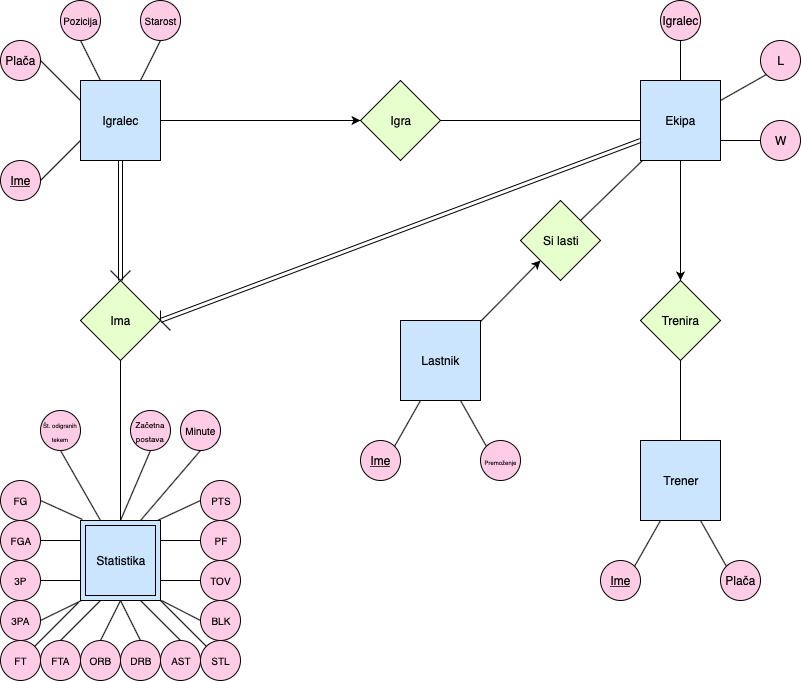 Pozicija
Starost
Igralec
Plača
L
Igralec
Igra
Ekipa
W
Ime
Si lasti
Ima
Trenira
Lastnik
Št. odigranih
tekem
Začetna
postava
Minute
Ime
Premoženje
Trener
FG
PTS
FGA
PF
Statistika
3P
TOV
Ime
Plača
3PA
BLK
FT
FTA
ORB
DRB
AST
STL